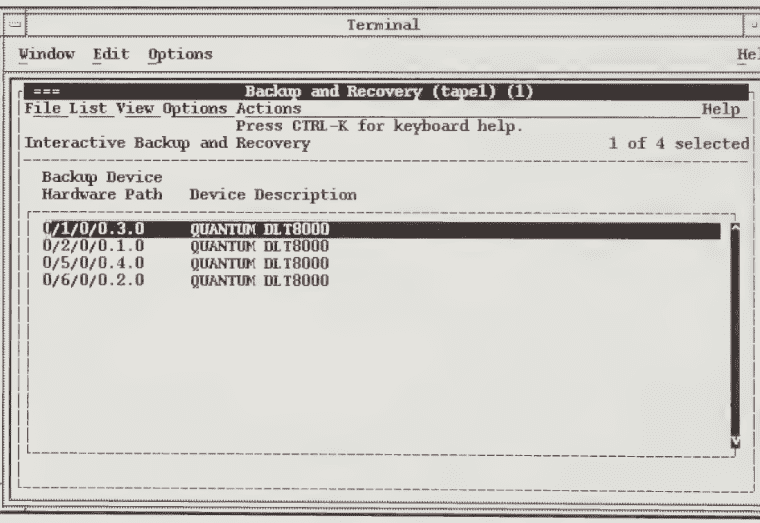 Terminal
Window Edit Options Hel
=== Backup and Recovery (tape1) (1)
File List View Options Actions Help
Press CTRL-K for keyboard help.
Interactive Backup and Recovery 1 of 4 selected
Backup Device
Hardware Path Device Description
0/1/0/0.3.0 QUANTUM DLT8000
0/2/0/0.1.0 QUANTUM DLT8000
0/5/0/0.4.0 QUANTUM DLT8000
0/6/0/0.2.0 QUANTUM DLT8000